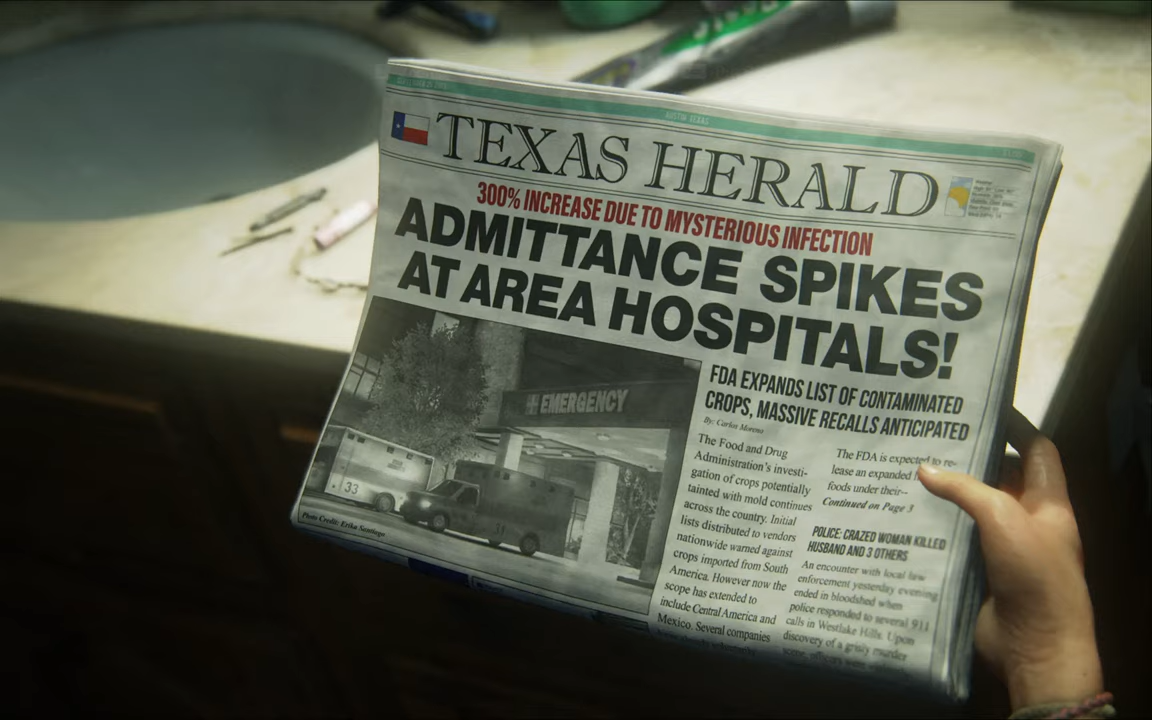 AUSTIN TEXAS
TEXAS HERALD
300% INCREASE DUE TO MYSTERIOUS INFECTION
ADMITTANCE SPIKES
AT AREA HOSPITALS!
EMERGENCY
33
Photo Credit: Erika Santiago
FDA EXPANDS LIST OF CONTAMINATED
CROPS, MASSIVE RECALLS ANTICIPATED
By: Carlos Moreno
The Food and Drug
Administration's investi-
gation of crops potentially
tainted with mold continues
across the country. Initial
lists distributed to vendors
nationwide warned against
crops imported from South
America. However now the
scope has extended to
include Central America and
Mexico. Several companies
The FDA is expected to re-
lease an expanded
foods under their--
Continued on Page 3
POLICE: CRAZED WOMAN KILLED
HUSBAND AND 3 OTHERS
An encounter with local law
enforcement yesterday evening
ended in bloodshed when
police responded to several 911
calls in Westlake Hills. Upon
discovery of a grisly murder